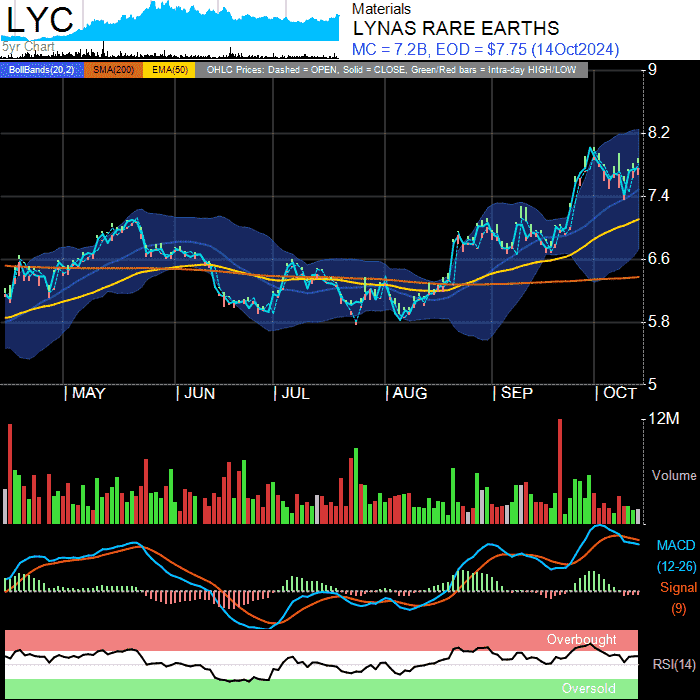 LYC
5yr Chart
Materials
LYNAS RARE EARTHS
MC = 7.2B, EOD = $7.75 (14Oct2024)
BollBands(20,2) SMA(200) EMA(50) OHLC Prices: Dashed = OPEN, Solid = CLOSE, Green/Red bars = Intra-day HIGH/LOW
9
8.2
7.4
6.6
5.8
5
| MAY | JUN | JUL | AUG | SEP | OCT
12M
Volume
MACD
(12-26)
Signal
(9)
Overbought
RSI(14)
Oversold